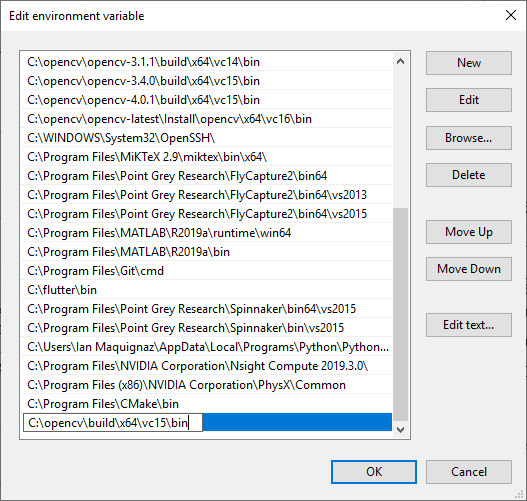 Edit environment variable
C:\opencv\opencv-3.1.1\build\x64\vc14\bin
C:\opencv\opencv-3.4.0\build\x64\vc15\bin
C:\opencv\opencv-4.0.1\build\x64\vc15\bin
C:\opencv\opencv-latest\Install\opencv\x64\vc16\bin
C:\WINDOWS\System32\OpenSSH\
C:\Program Files\MiKTeX 2.9\miktex\bin\x64\
C:\Program Files\Point Grey Research\FlyCapture2\bin64
C:\Program Files\Point Grey Research\FlyCapture2\bin64\vs2013
C:\Program Files\Point Grey Research\FlyCapture2\bin64\vs2015
C:\Program Files\MATLAB\R2019a\runtime\win64
C:\Program Files\MATLAB\R2019a\bin
C:\Program Files\Git\cmd
C:\flutter\bin
C:\Program Files\Point Grey Research\Spinnaker\bin64\vs2015
C:\Program Files\Point Grey Research\Spinnaker\bin\vs2015
C:\Users\Ian Maquignaz\AppData\Local\Programs\Python\Python...
C:\Program Files\NVIDIA Corporation\Nsight Compute 2019.3.0\
C:\Program Files (x86)\NVIDIA Corporation\PhysX\Common
C:\Program Files\CMake\bin
C:\opencv\build\x64\vc15\bin
New
Edit
Browse...
Delete
Move Up
Move Down
Edit text...
OK
Cancel